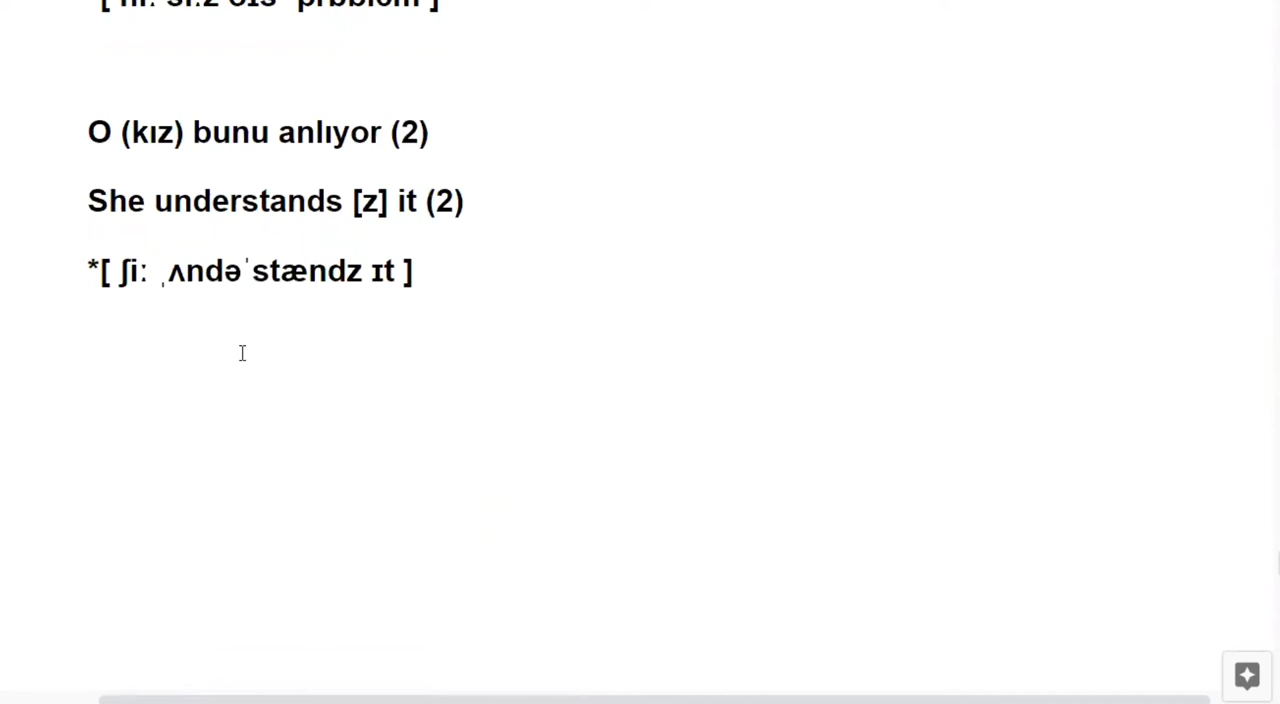 O (kız) bunu anlıyor (2)
She understands [z] it (2)
*[ ʃiː ˌʌndəˈstændz ɪt ]